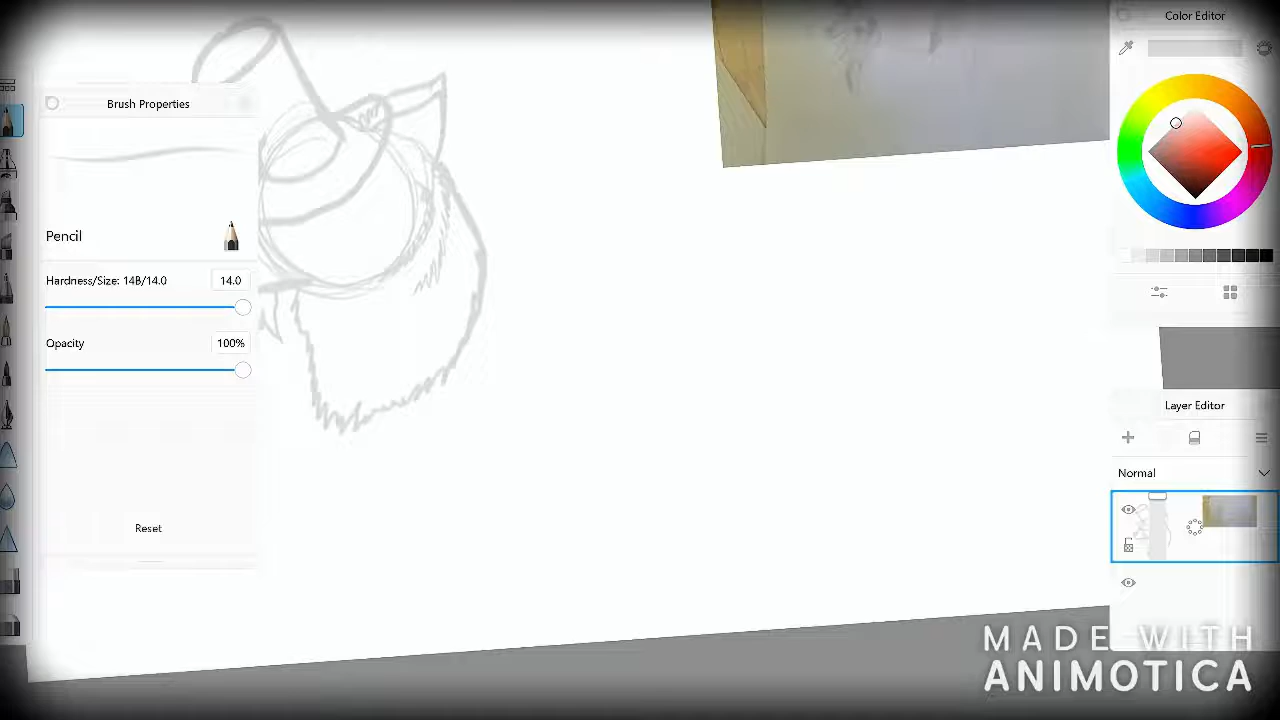 Color Editor
Brush Properties
Pencil
Hardness/Size: 14B/14.0
14.0
Opacity
100%
Reset
Layer Editor
Normal
MADE WITH
ANIMOTICA